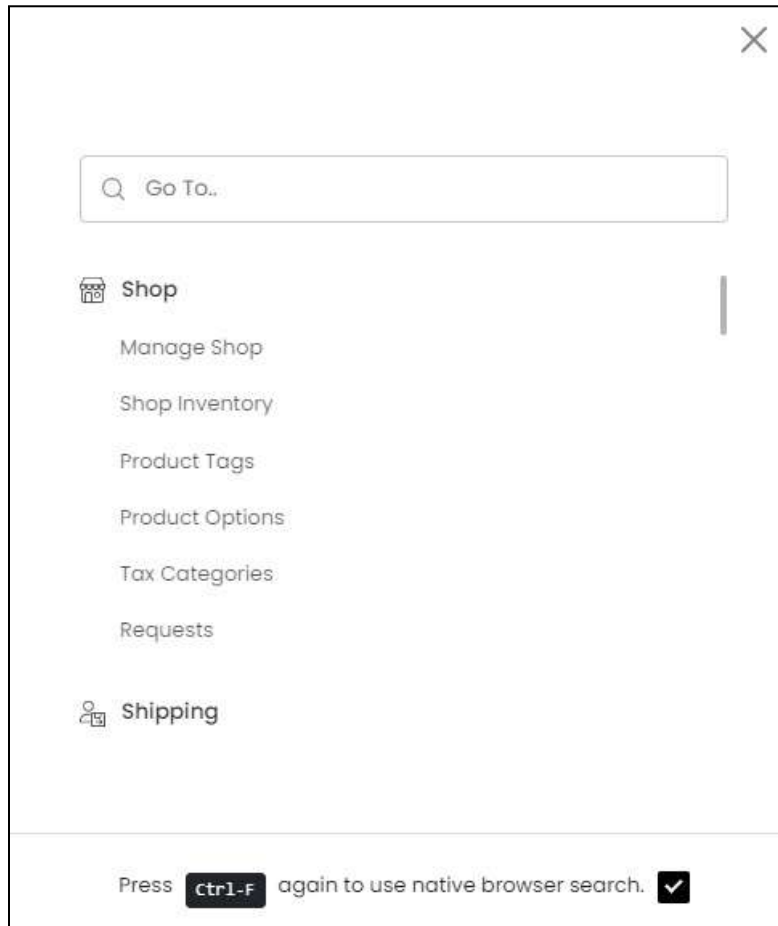 Go To..
Shop
Manage Shop
Shop Inventory
Product Tags
Product Options
Tax Categories
Requests
Shipping
Press Ctrl-F again to use native browser search.